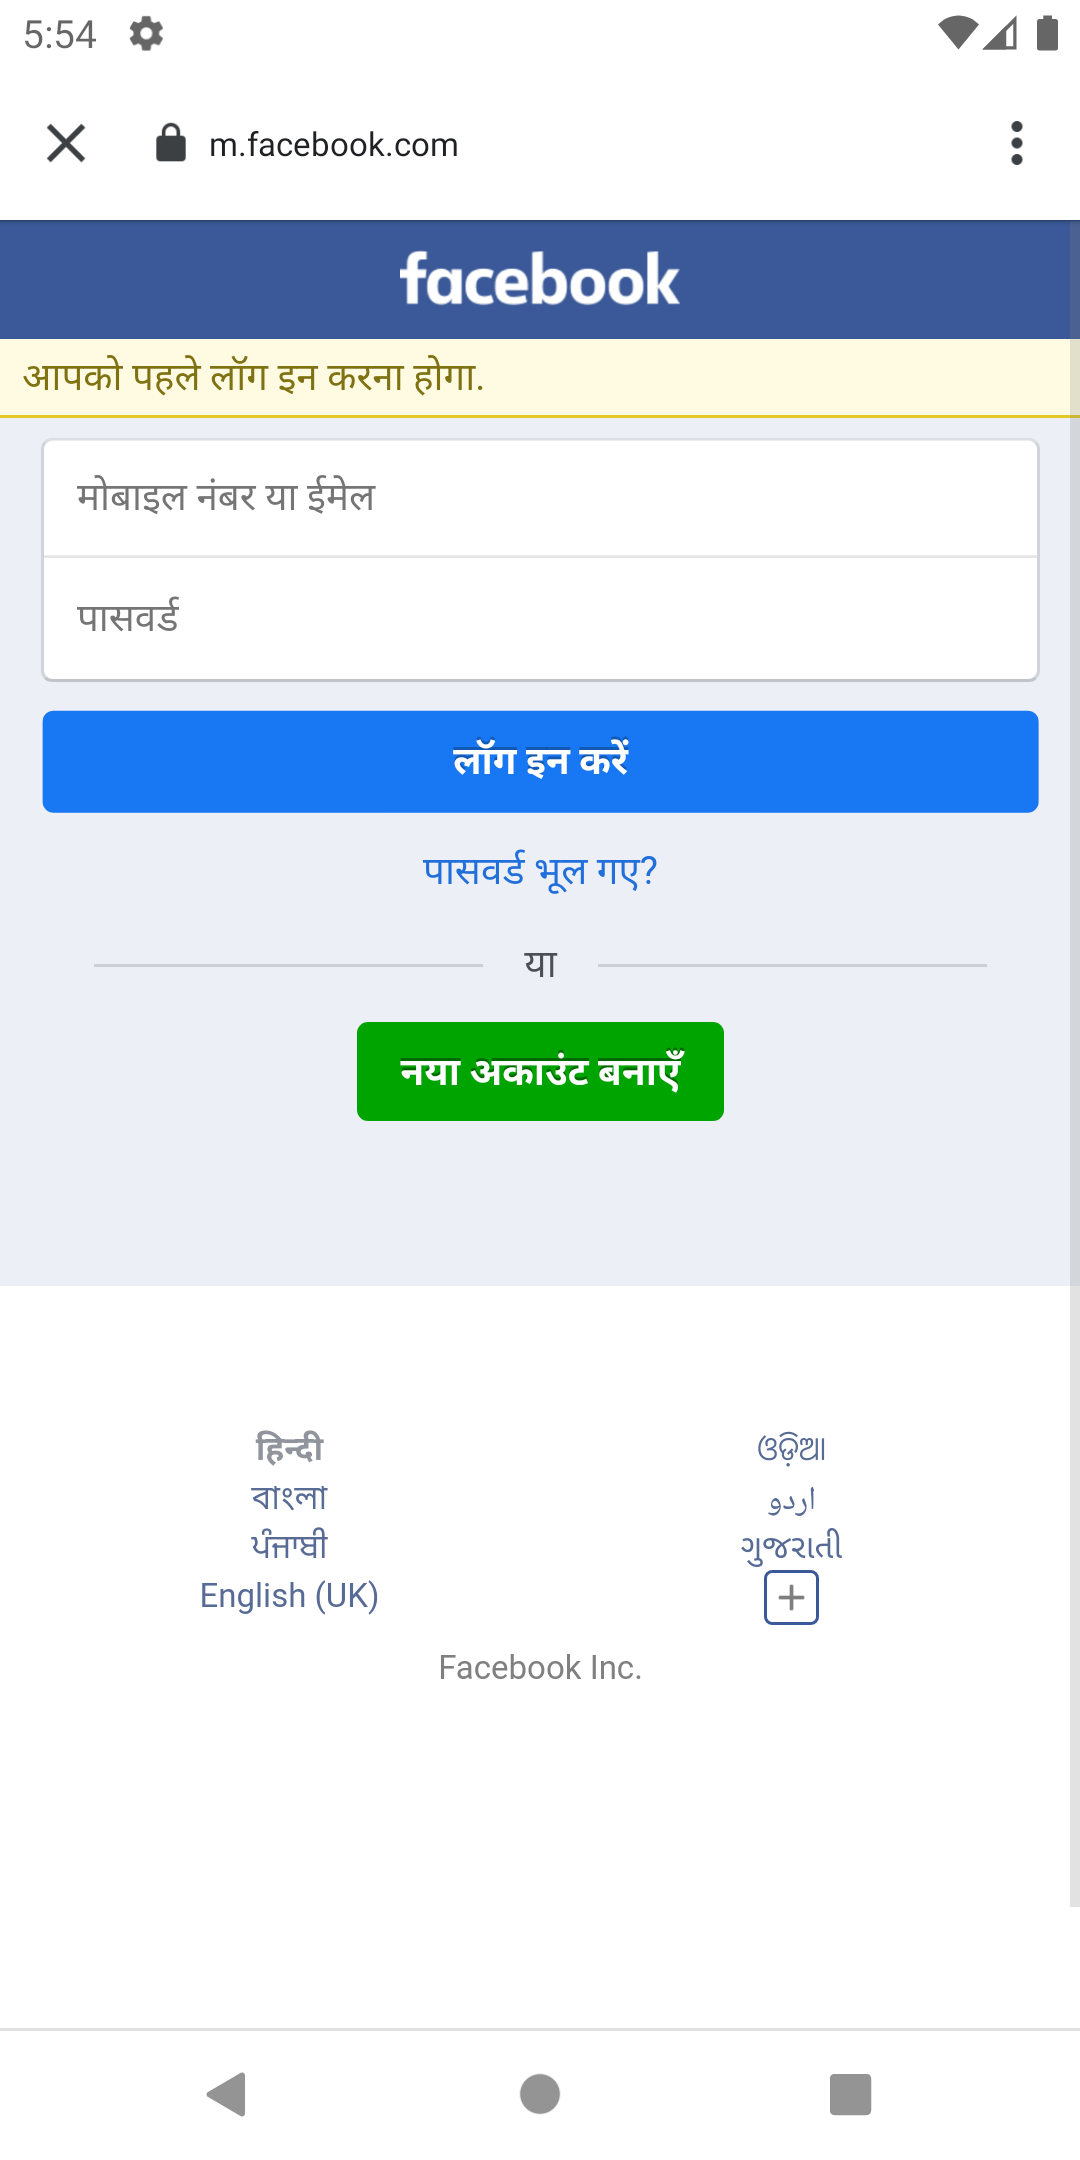 5:54
m.facebook.com
facebook
आपको पहले लॉग इन करना होगा.
मोबाइल नंबर या ईमेल
पासवर्ड
लॉग इन करें
पासवर्ड भूल गए?
या
नया अकाउंट बनाएँ
हिन्दी
ଓଡ଼ିଆ
বাংলা
اردو
ਪੰਜਾਬੀ
ગુજરાતી
English (UK)
Facebook Inc.